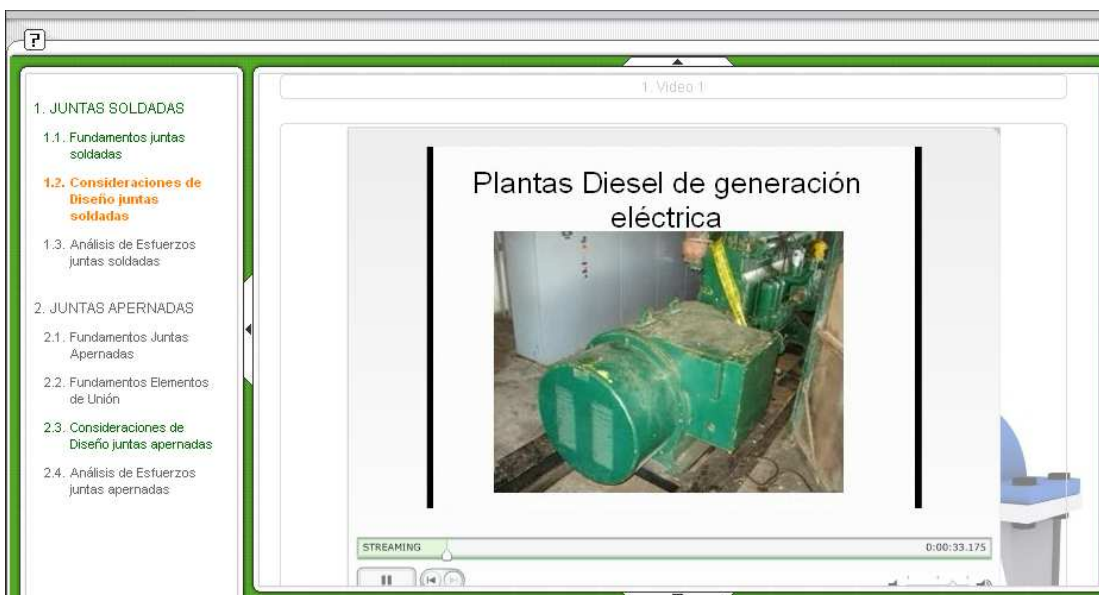 ?
1. JUNTAS SOLDADAS
1.1. Fundamentos juntas
soldadas
1.2. Consideraciones de
Diseño juntas
soldadas
1.3. Análisis de Esfuerzos
juntas soldadas
2. JUNTAS APERNADAS
2.1. Fundamentos Juntas
Apernadas
2.2. Fundamentos Elementos
de Unión
2.3. Consideraciones de
Diseño juntas apernadas
2.4. Análisis de Esfuerzos
juntas apernadas
1. Video 1
Plantas Diesel de generación
eléctrica
STREAMING 0:00:33.175